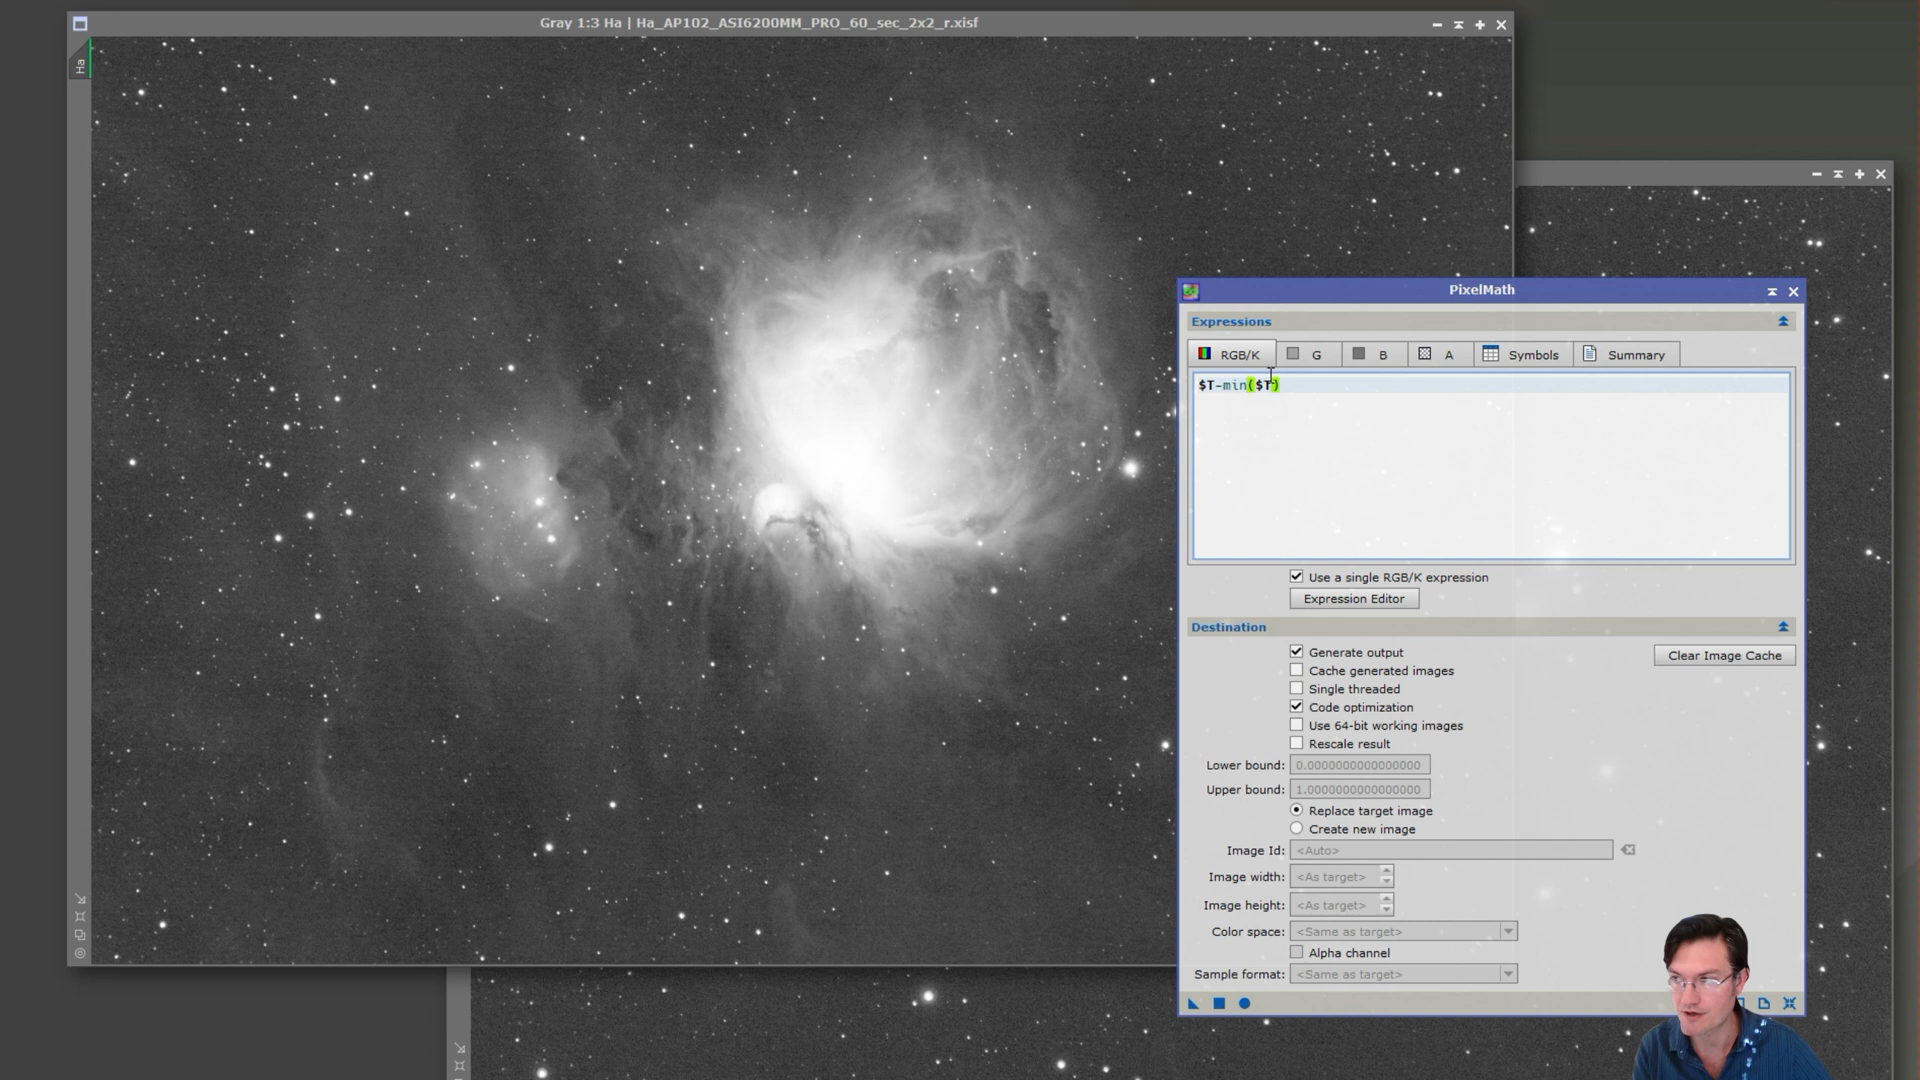 Gray 1:3 Ha | Ha_AP102_ASI6200MM_PRO_60_sec_2x2_r.xisf
Ha
PixelMath
Expressions
RGB/K
G
B
A
Symbols
Summary
$T-min($T)
Use a single RGB/K expression
Expression Editor
Destination
Generate output
Clear Image Cache
Cache generated images
Single threaded
Code optimization
Use 64-bit working images
Rescale result
Lower bound: 0.0000000000000000
Upper bound: 1.0000000000000000
Replace target image
Create new image
Image Id: <Auto>
Image width: <As target>
Image height: <As target>
Color space: <Same as target>
Alpha channel
Sample format: <Same as target>